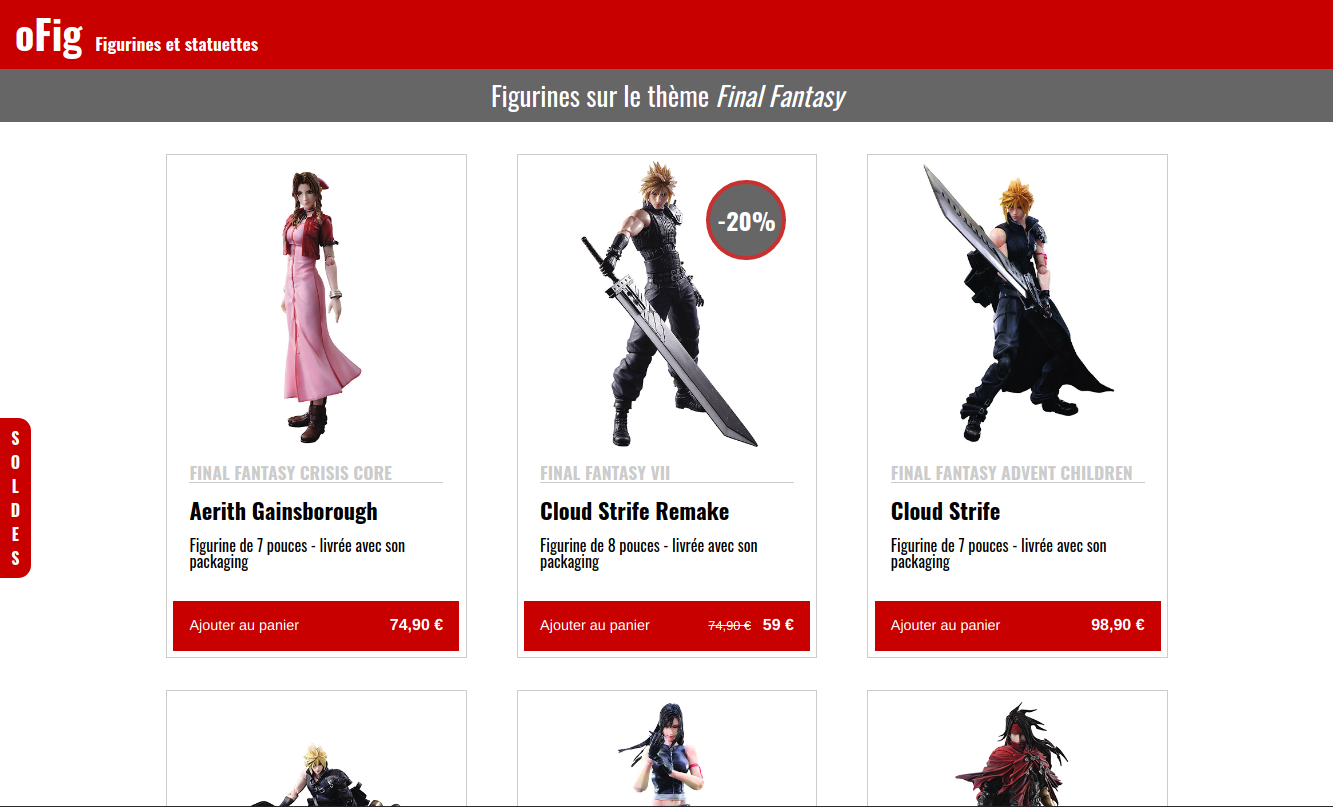 oFig Figurines et statuettes
Figurines sur le thème Final Fantasy
-20%
S
O
L
D
E
S
FINAL FANTASY CRISIS CORE
Aerith Gainsborough
Figurine de 7 pouces - livrée avec son
packaging
Ajouter au panier 74,90 €
FINAL FANTASY VII
Cloud Strife Remake
Figurine de 8 pouces - livrée avec son
packaging
Ajouter au panier 74,90 € 59 €
FINAL FANTASY ADVENT CHILDREN
Cloud Strife
Figurine de 7 pouces - livrée avec son
packaging
Ajouter au panier 98,90 €